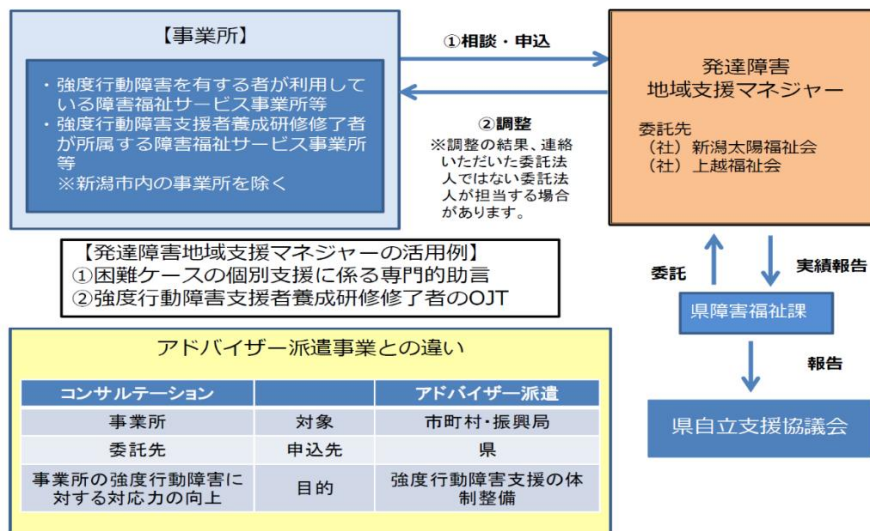 【事業所】
・強度行動障害を有する者が利用して
いる障害福祉サービス事業所等
・強度行動障害支援者養成研修修了者
が所属する障害福祉サービス事業所
等
※新潟市内の事業所を除く
①相談・申込
②調整
※調整の結果、連絡
いただいた委託法
人ではない委託法
人が担当する場合
があります。
発達障害
地域支援マネジャー
委託先
（社）新潟太陽福祉会
（社）上越福祉会
【発達障害地域支援マネジャーの活用例】
①困難ケースの個別支援に係る専門的助言
②強度行動障害支援者養成研修修了者のOJT
委託
実績報告
県障害福祉課
報告
県自立支援協議会
アドバイザー派遣事業との違い
コンサルテーション アドバイザー派遣
事業所 対象 市町村・振興局
委託先 申込先 県
事業所の強度行動障害に
対する対応力の向上
目的
強度行動障害支援の体
制整備